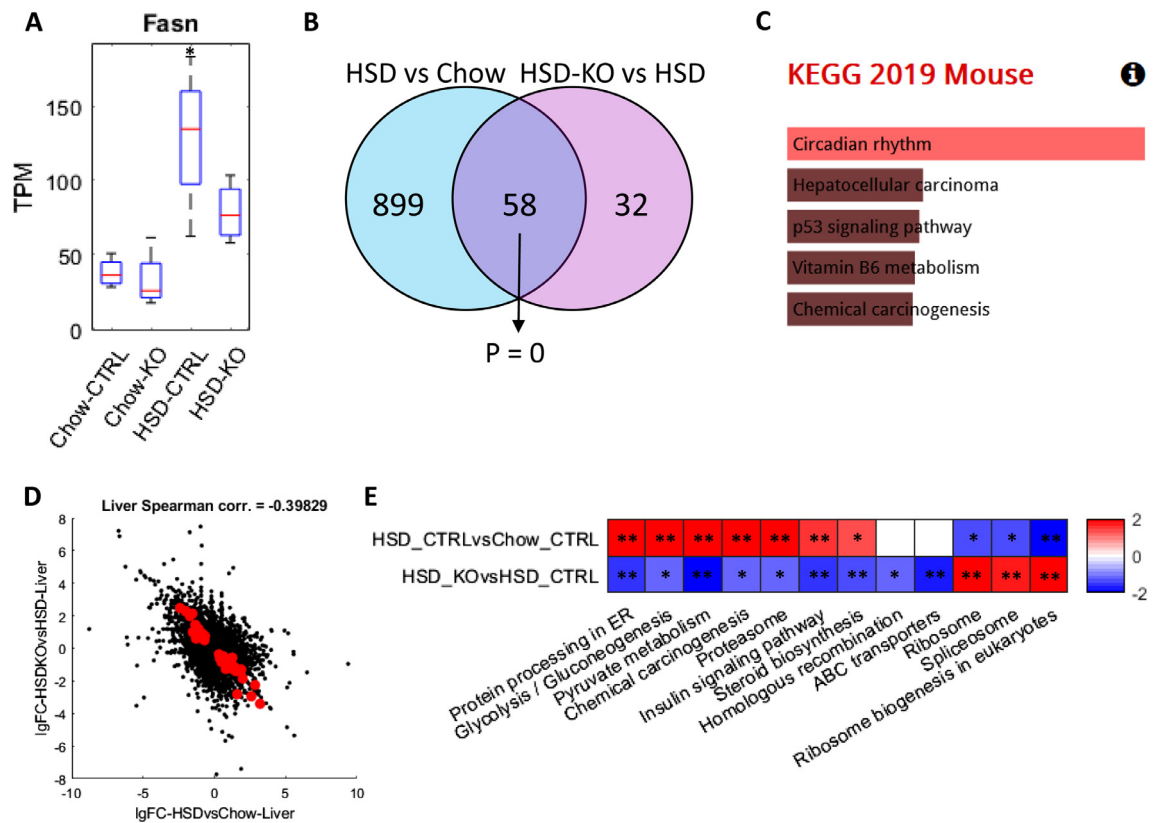 A
Fasn
*
150
100
50
0
TPM
Chow-CTRL
Chow-KO
HSD-CTRL
HSD-KO
B
HSD vs Chow HSD-KO vs HSD
899
58
32
P = 0
C
KEGG 2019 Mouse
i
Circadian rhythm
Hepatocellular carcinoma
p53 signaling pathway
Vitamin B6 metabolism
Chemical carcinogenesis
D
Liver Spearman corr. = -0.39829
8
6
4
2
0
-2
-4
-6
-8
lgFC-HSDKOvsHSD-Liver
-10
-5
0
5
10
lgFC-HSDvsChow-Liver
E
HSD_CTRLvsChow_CTRL
** ** ** ** ** ** * * * **
HSD_KOvsHSD_CTRL
** * ** * * ** ** * ** ** ** **
2
0
-2
Protein processing in ER
Glycolysis / Gluconeogenesis
Pyruvate metabolism
Chemical carcinogenesis
Proteasome
Insulin signaling pathway
Steroid biosynthesis
Homologous recombination
ABC transporters
Ribosome
Spliceosome
Ribosome biogenesis in eukaryotes